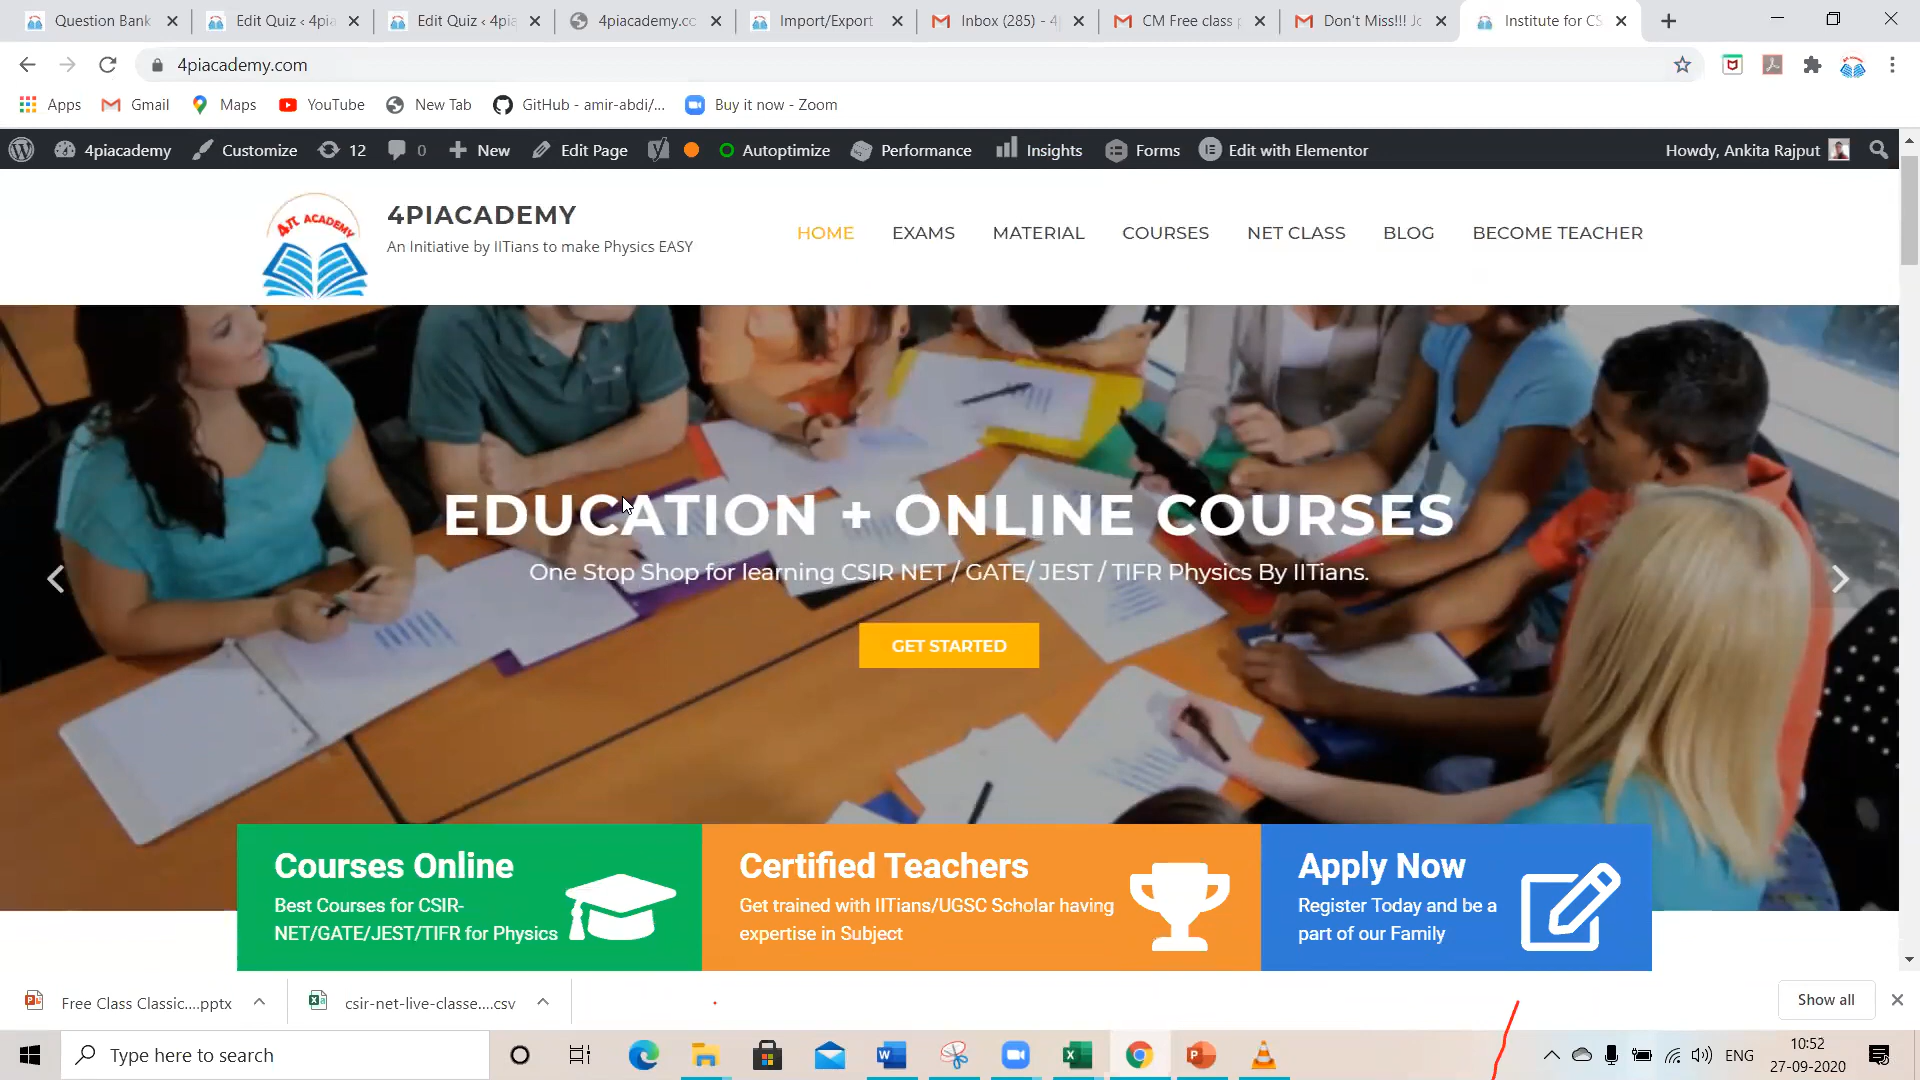 Question Bank
Edit Quiz ‹ 4pia
Edit Quiz ‹ 4pia
4piacademy.cc
Import/Export
Inbox (285) - 4
CM Free class
Don't Miss!!! Jo
Institute for CS
4piacademy.com
Apps
Gmail
Maps
YouTube
New Tab
GitHub - amir-abdi/...
Buy it now - Zoom
4piacademy
Customize
12
0
New
Edit Page
Autoptimize
Performance
Insights
Forms
Edit with Elementor
Howdy, Ankita Rajput
4π ACADEMY
4PIACADEMY
An Initiative by IITians to make Physics EASY
HOME
EXAMS
MATERIAL
COURSES
NET CLASS
BLOG
BECOME TEACHER
EDUCATION + ONLINE COURSES
One Stop Shop for learning CSIR NET / GATE/ JEST / TIFR Physics By IITians.
GET STARTED
Courses Online
Best Courses for CSIR-
NET/GATE/JEST/TIFR for Physics
Certified Teachers
Get trained with IITians/UGSC Scholar having
expertise in Subject
Apply Now
Register Today and be a
part of our Family
Free Class Classic....pptx
csir-net-live-classe....csv
Show all
Type here to search
ENG
10:52
27-09-2020